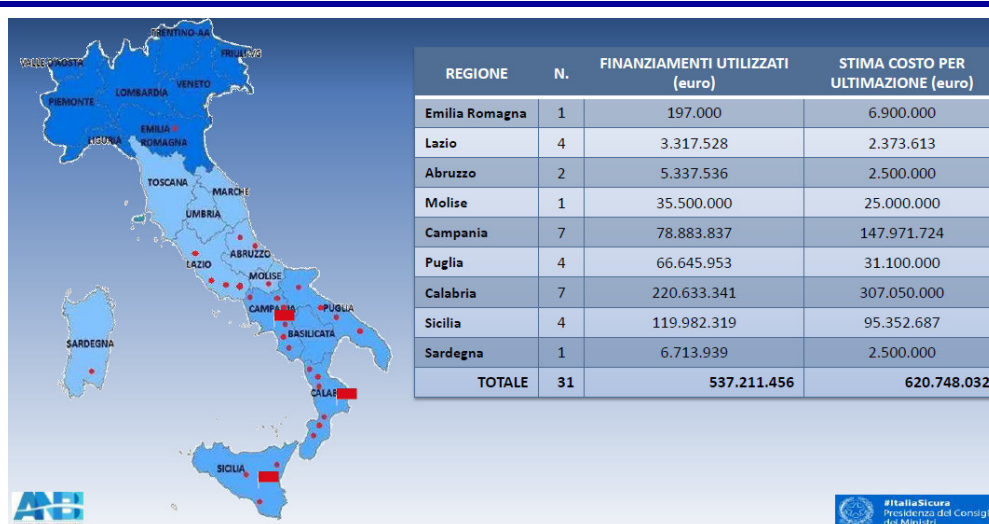 TRENTINO-AA
FRIULI VG
VALLE D'AOSTA
LOMBARDIA
VENETO
PIEMONTE
EMILIA
LIGURIA
ROMAGNA
TOSCANA
MARCHE
UMBRIA
ABRUZZO
LAZIO
MOLISE
CAMPANIA
PUGLIA
BASILICATA
SARDEGNA
CALAB
SICILIA
REGIONE N. FINANZIAMENTI UTILIZZATI (euro) STIMA COSTO PER ULTIMAZIONE (euro)
Emilia Romagna 1 197.000 6.900.000
Lazio 4 3.317.528 2.373.613
Abruzzo 2 5.337.536 2.500.000
Molise 1 35.500.000 25.000.000
Campania 7 78.883.837 147.971.724
Puglia 4 66.645.953 31.100.000
Calabria 7 220.633.341 307.050.000
Sicilia 4 119.982.319 95.352.687
Sardegna 1 6.713.939 2.500.000
TOTALE 31 537.211.456 620.748.032
ANBI
#ItaliaSicura
Presidenza del Consigl
dei Ministri